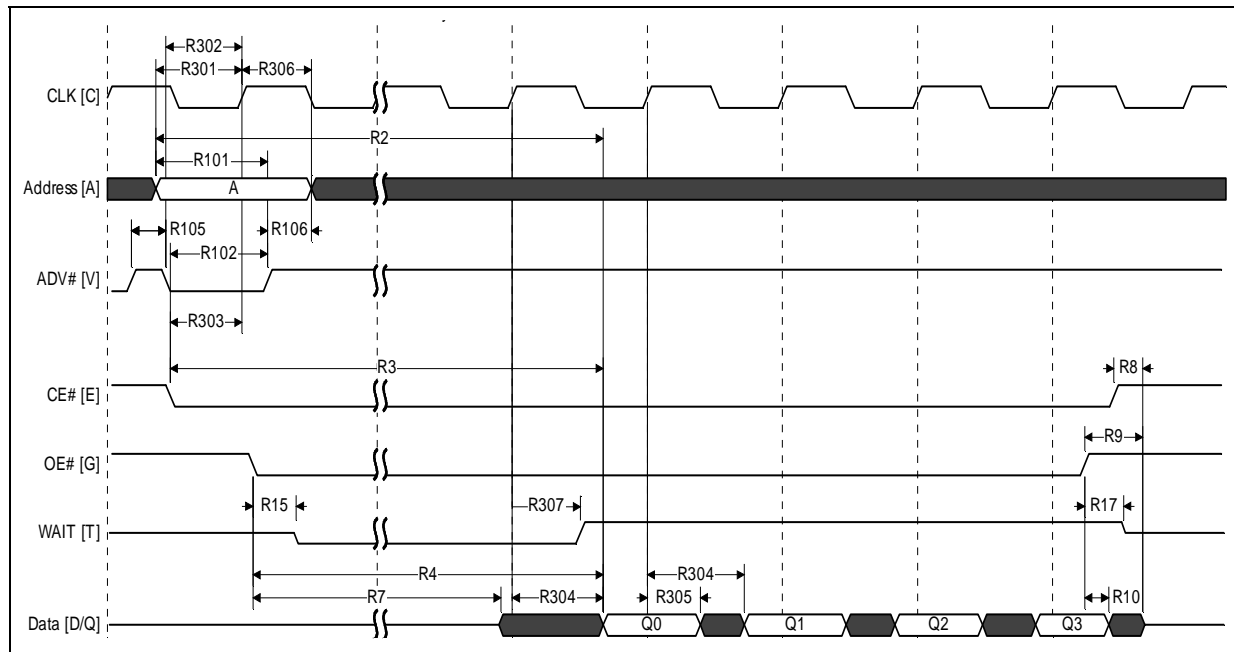 R302
R301
R306
CLK [C]
R2
R101
Address [A]
A
R105
R106
R102
ADV# [V]
R303
R3
R8
CE# [E]
R9
OE# [G]
R15
R307
R17
WAIT [T]
R4
R304
R7
R304
R305
R10
Data [D/Q]
Q0
Q1
Q2
Q3